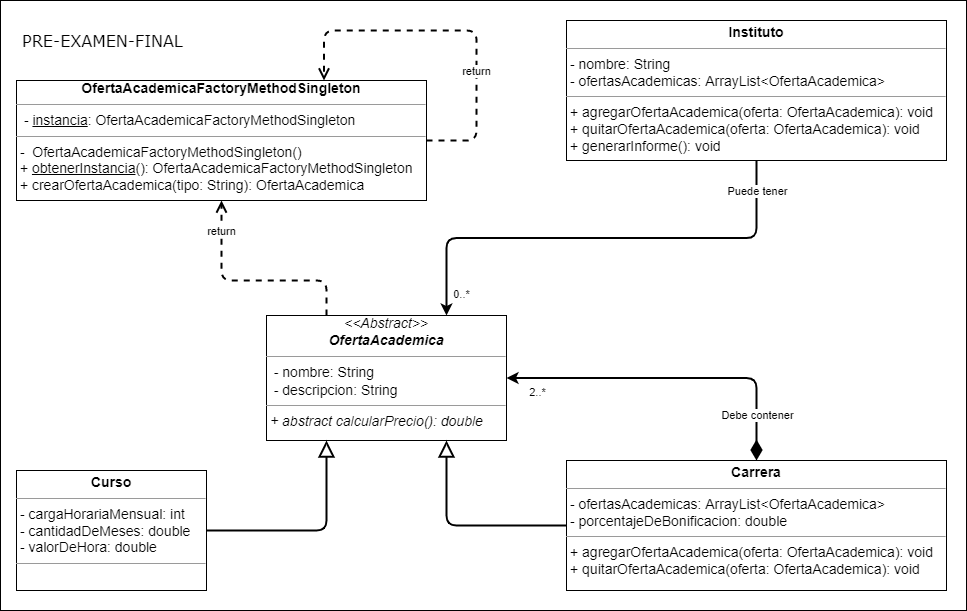 PRE-EXAMEN-FINAL
return
OfertaAcademicaFactoryMethodSingleton
- instancia: OfertaAcademicaFactoryMethodSingleton
- OfertaAcademicaFactoryMethodSingleton()
+ obtenerInstancia(): OfertaAcademicaFactoryMethodSingleton
+ crearOfertaAcademica(tipo: String): OfertaAcademica
Instituto
- nombre: String
- ofertasAcademicas: ArrayList<OfertaAcademica>
+ agregarOfertaAcademica(oferta: OfertaAcademica): void
+ quitarOfertaAcademica(oferta: OfertaAcademica): void
+ generarInforme(): void
Puede tener
return
0..*
<<Abstract>>
OfertaAcademica
- nombre: String
- descripcion: String
+ abstract calcularPrecio(): double
2..*
Debe contener
Curso
- cargaHorariaMensual: int
- cantidadDeMeses: double
- valorDeHora: double
Carrera
- ofertasAcademicas: ArrayList<OfertaAcademica>
- porcentajeDeBonificacion: double
+ agregarOfertaAcademica(oferta: OfertaAcademica): void
+ quitarOfertaAcademica(oferta: OfertaAcademica): void